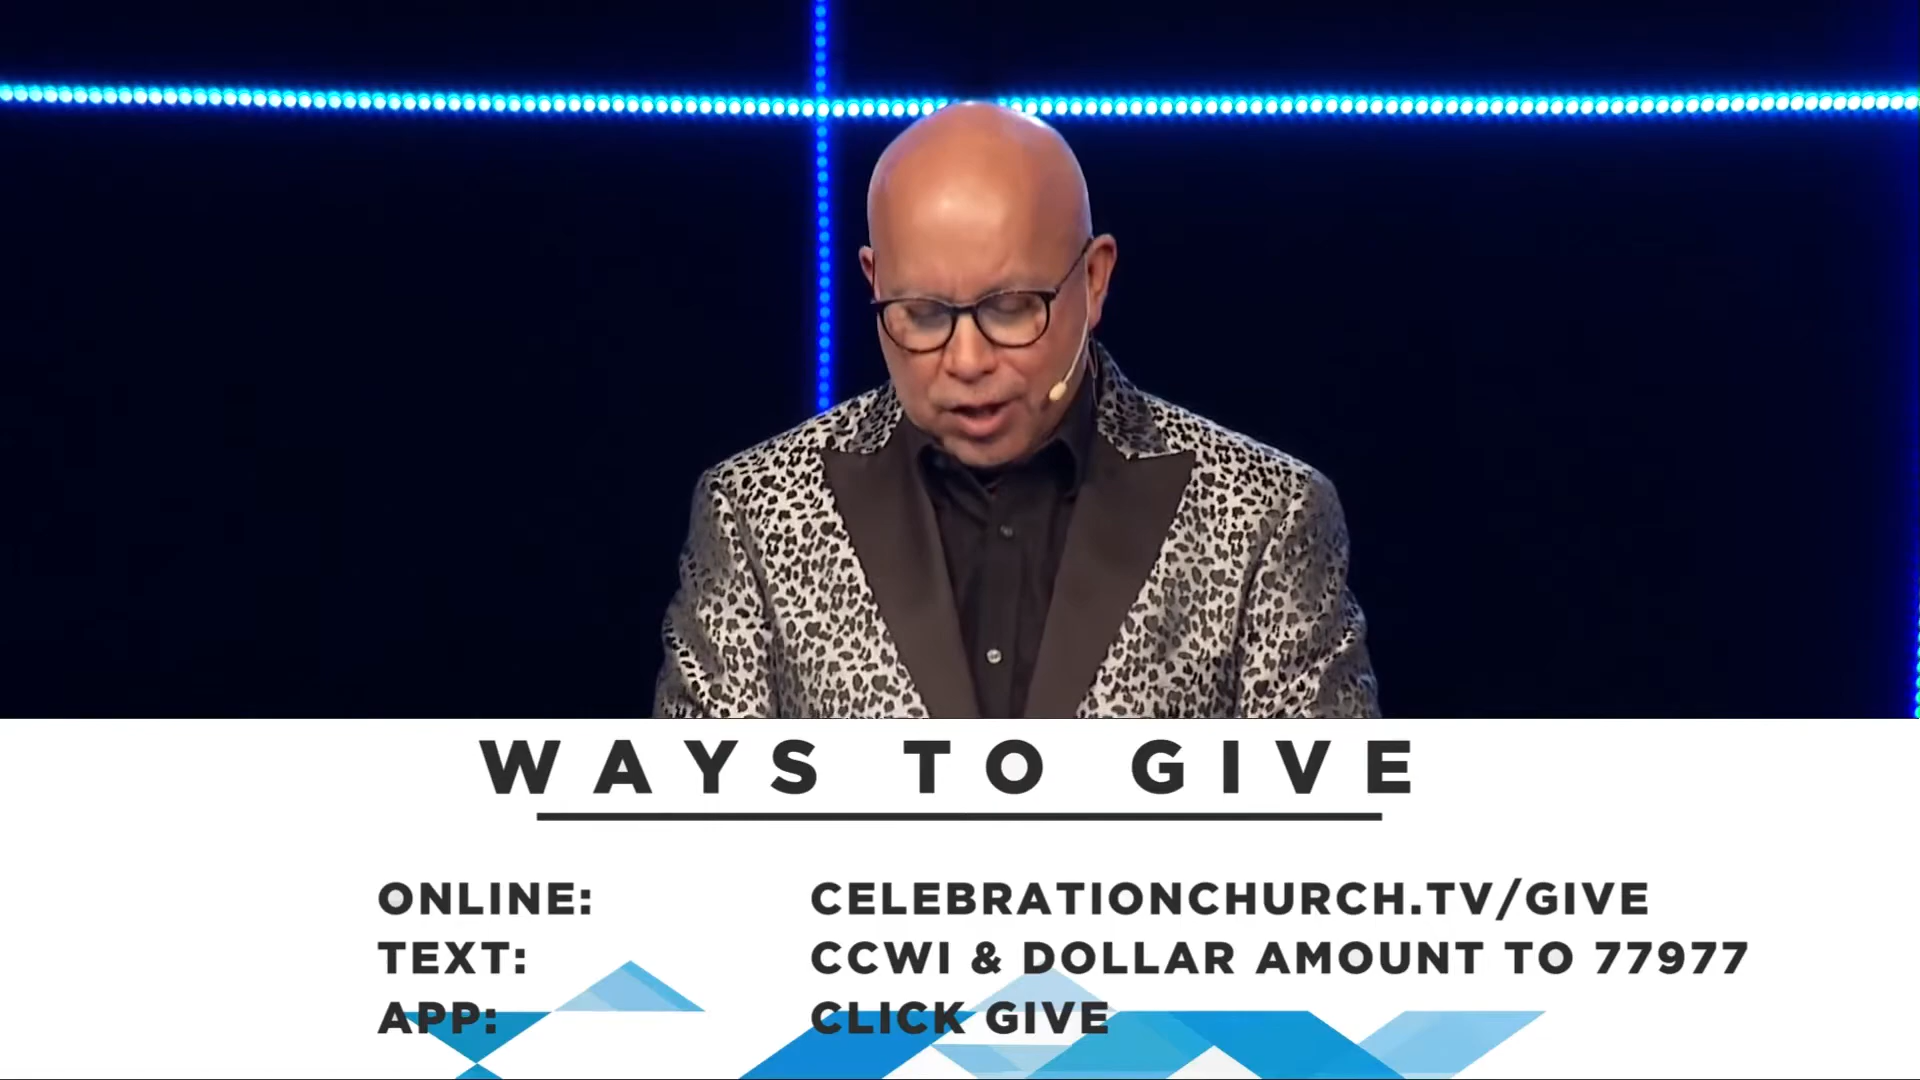 WAYS TO GIVE
ONLINE: CELEBRATIONCHURCH.TV/GIVE
TEXT: CCWI & DOLLAR AMOUNT TO 77977
APP: CLICK GIVE